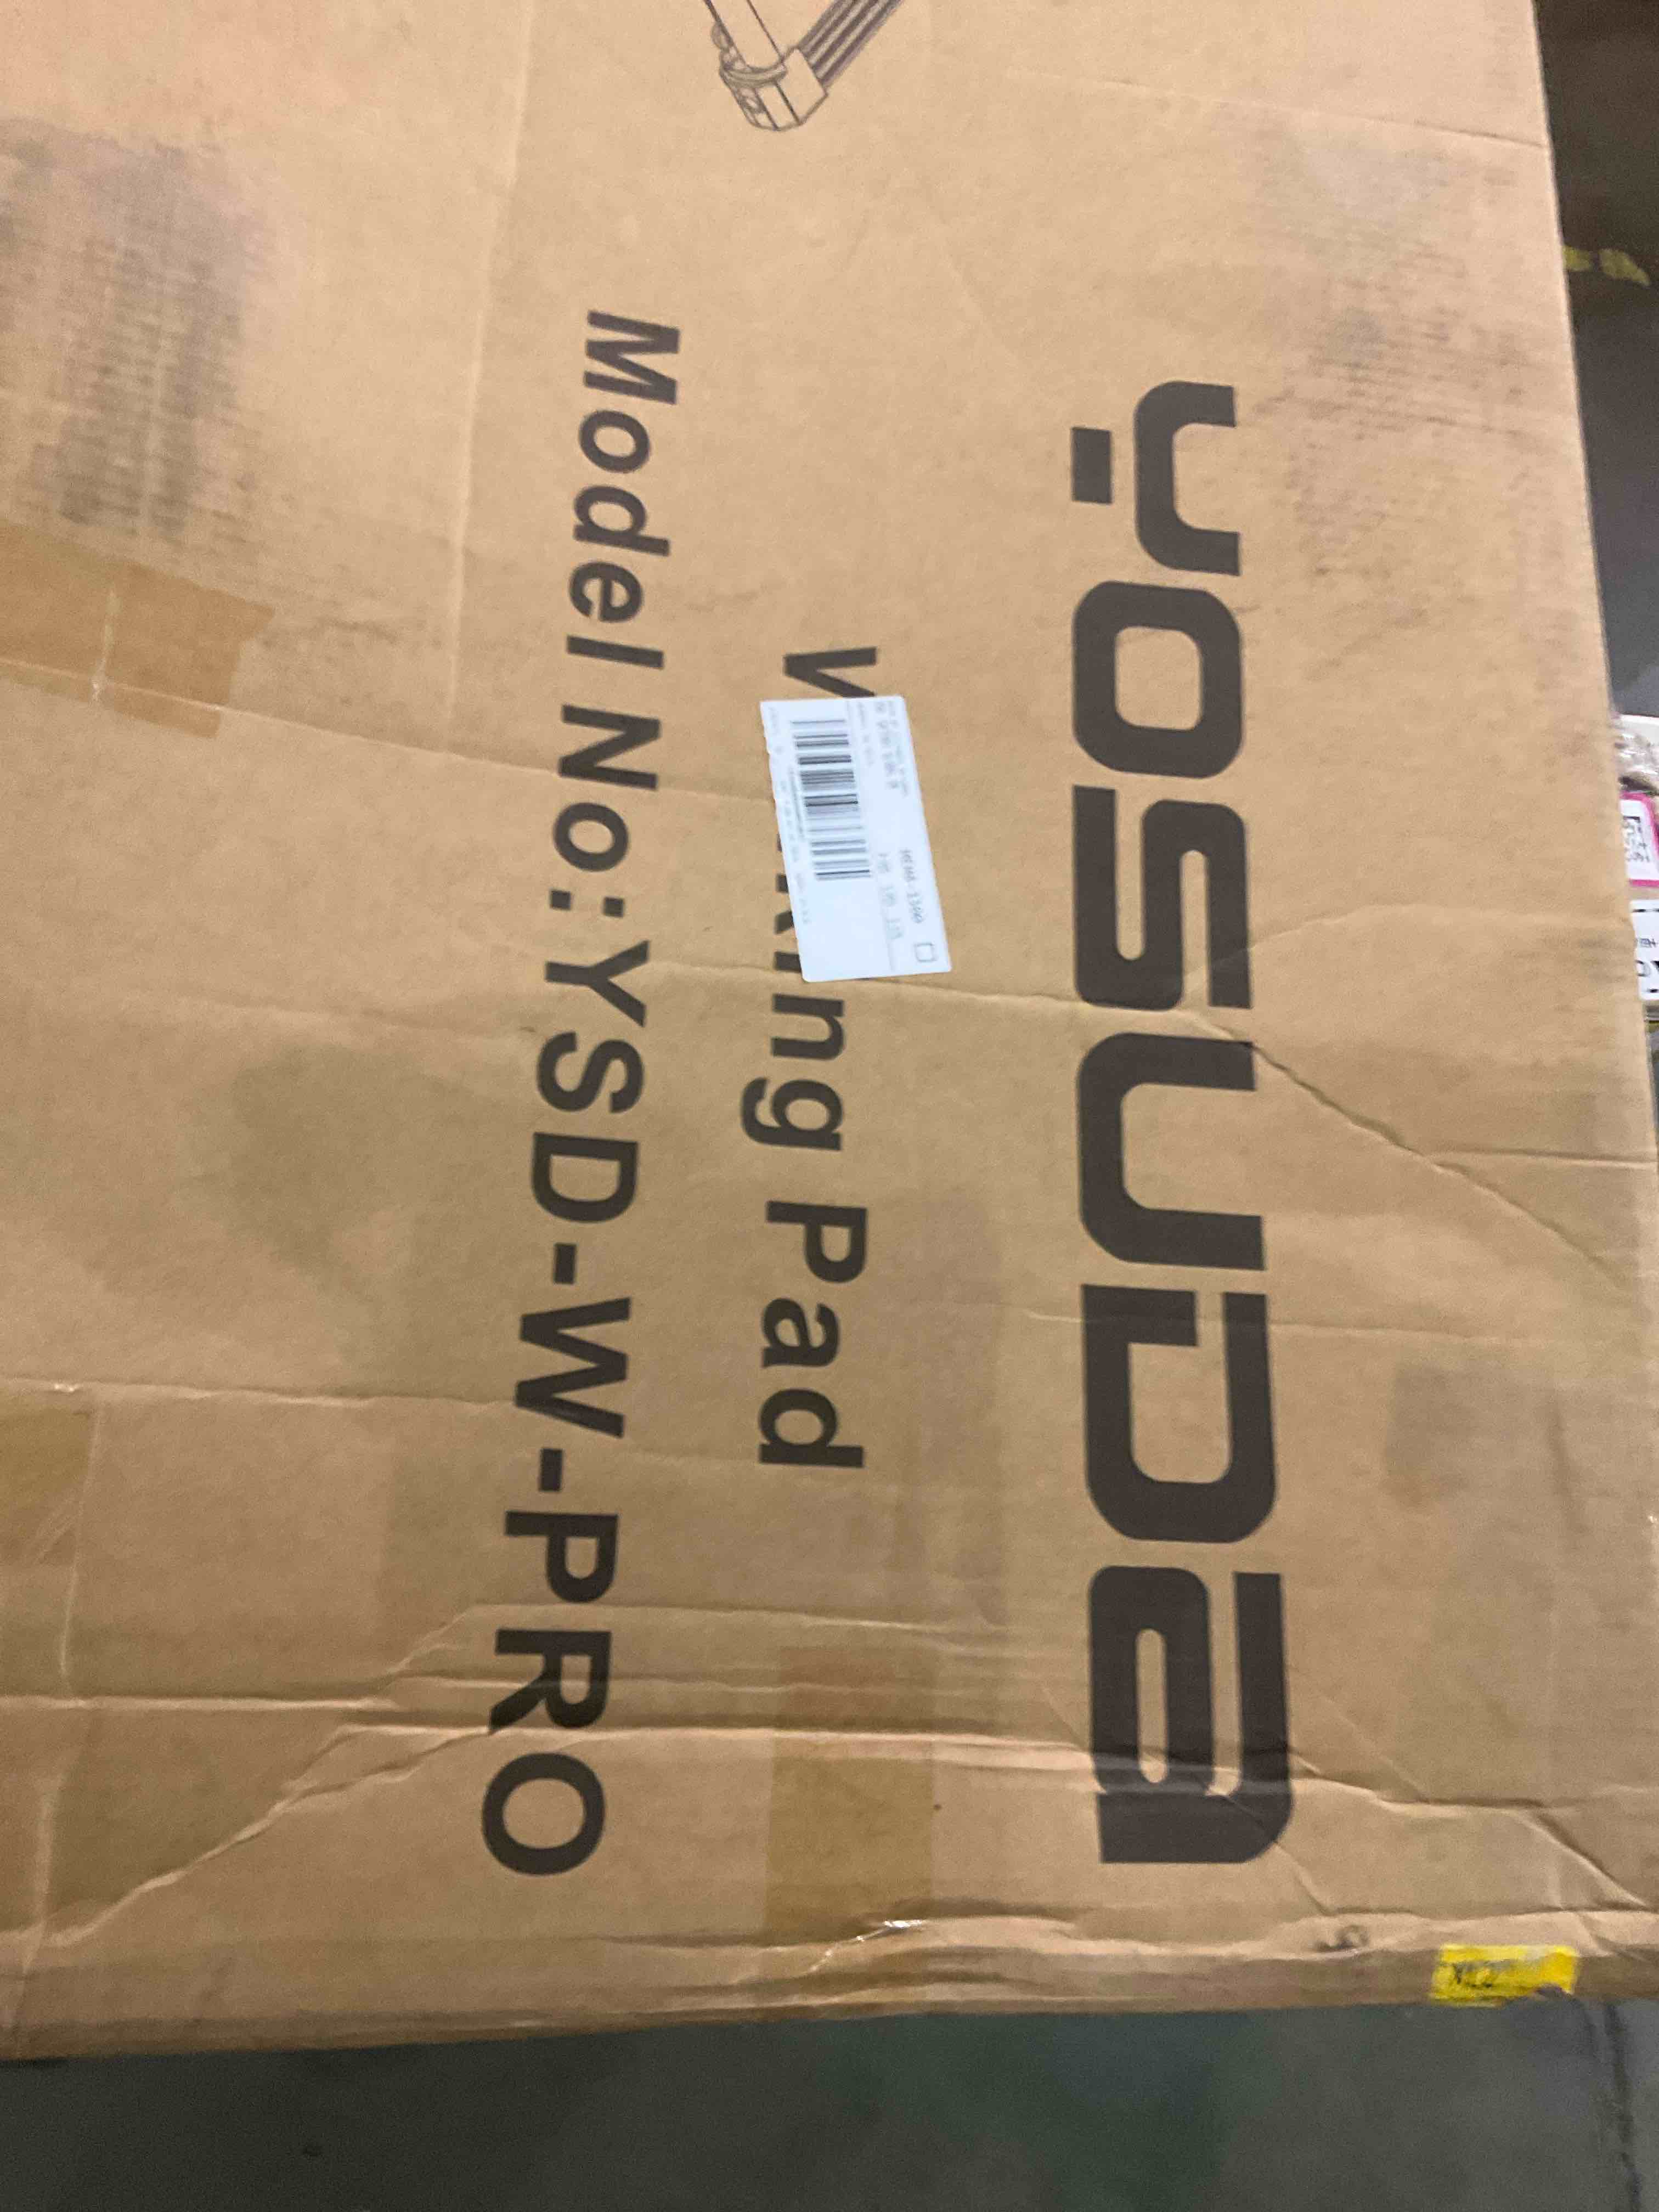 YOSUDA
Walking Pad
Model No:YSD-W-PRO